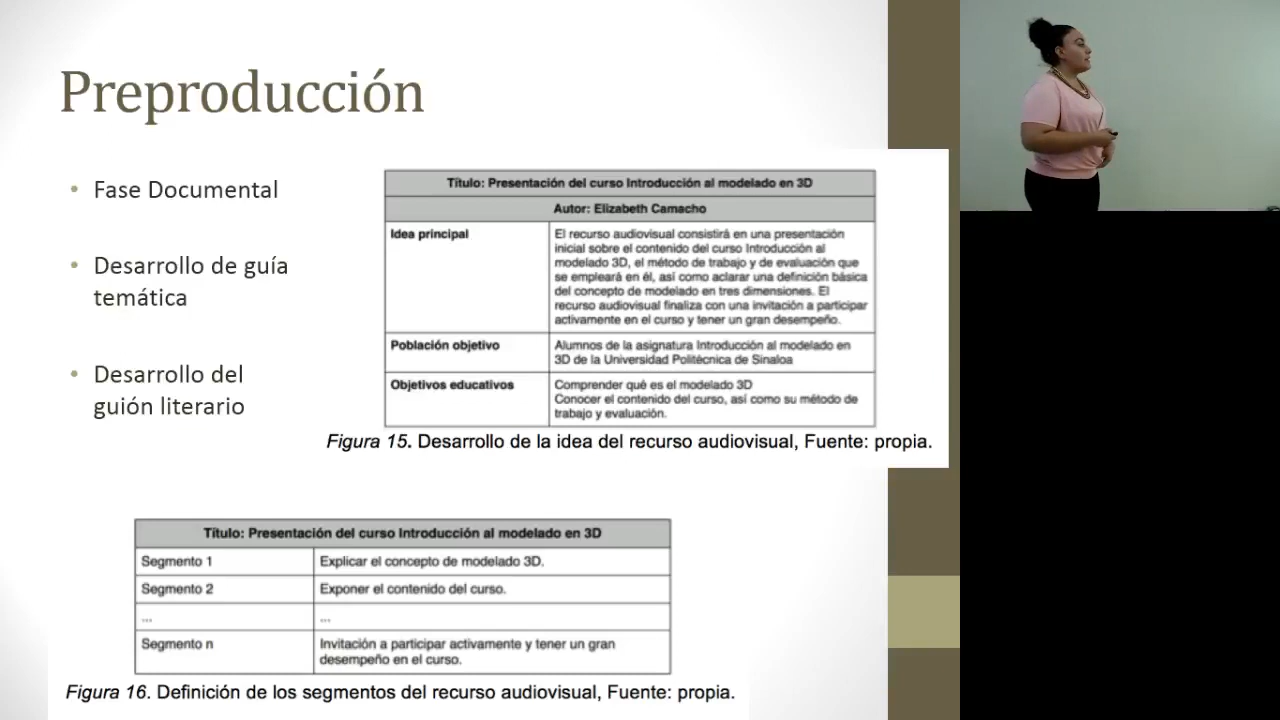 Preproducción
• Fase Documental
• Desarrollo de guía
temática
• Desarrollo del
guión literario
Título: Presentación del curso Introducción al modelado en 3D
Autor: Elizabeth Camacho
Idea principal
El recurso audiovisual consistirá en una presentación
inicial sobre el contenido del curso Introducción al
modelado 3D, el método de trabajo y de evaluación que
se empleará en él, así como aclarar una definición básica
del concepto de modelado en tres dimensiones. El
recurso audiovisual finaliza con una invitación a participar
activamente en el curso y tener un gran desempeño.
Población objetivo
Alumnos de la asignatura Introducción al modelado en
3D de la Universidad Politécnica de Sinaloa
Objetivos educativos
Comprender qué es el modelado 3D
Conocer el contenido del curso, así como su método de
trabajo y evaluación.
Figura 15. Desarrollo de la idea del recurso audiovisual, Fuente: propia.
Título: Presentación del curso Introducción al modelado en 3D
Segmento 1
Explicar el concepto de modelado 3D.
Segmento 2
Exponer el contenido del curso.
...
...
Segmento n
Invitación a participar activamente y tener un gran
desempeño en el curso.
Figura 16. Definición de los segmentos del recurso audiovisual, Fuente: propia.